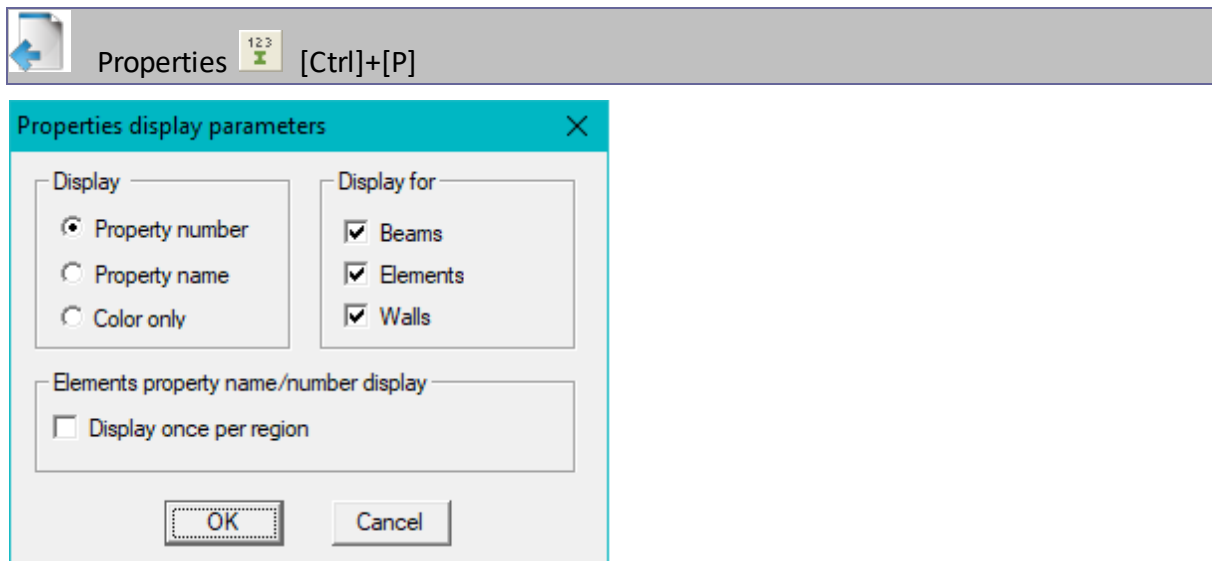 Properties 123 [Ctrl]+[P]
Properties display parameters
Display
Display for
Property number
Beams
Property name
Elements
Color only
Walls
Elements property name/number display
Display once per region
OK
Cancel